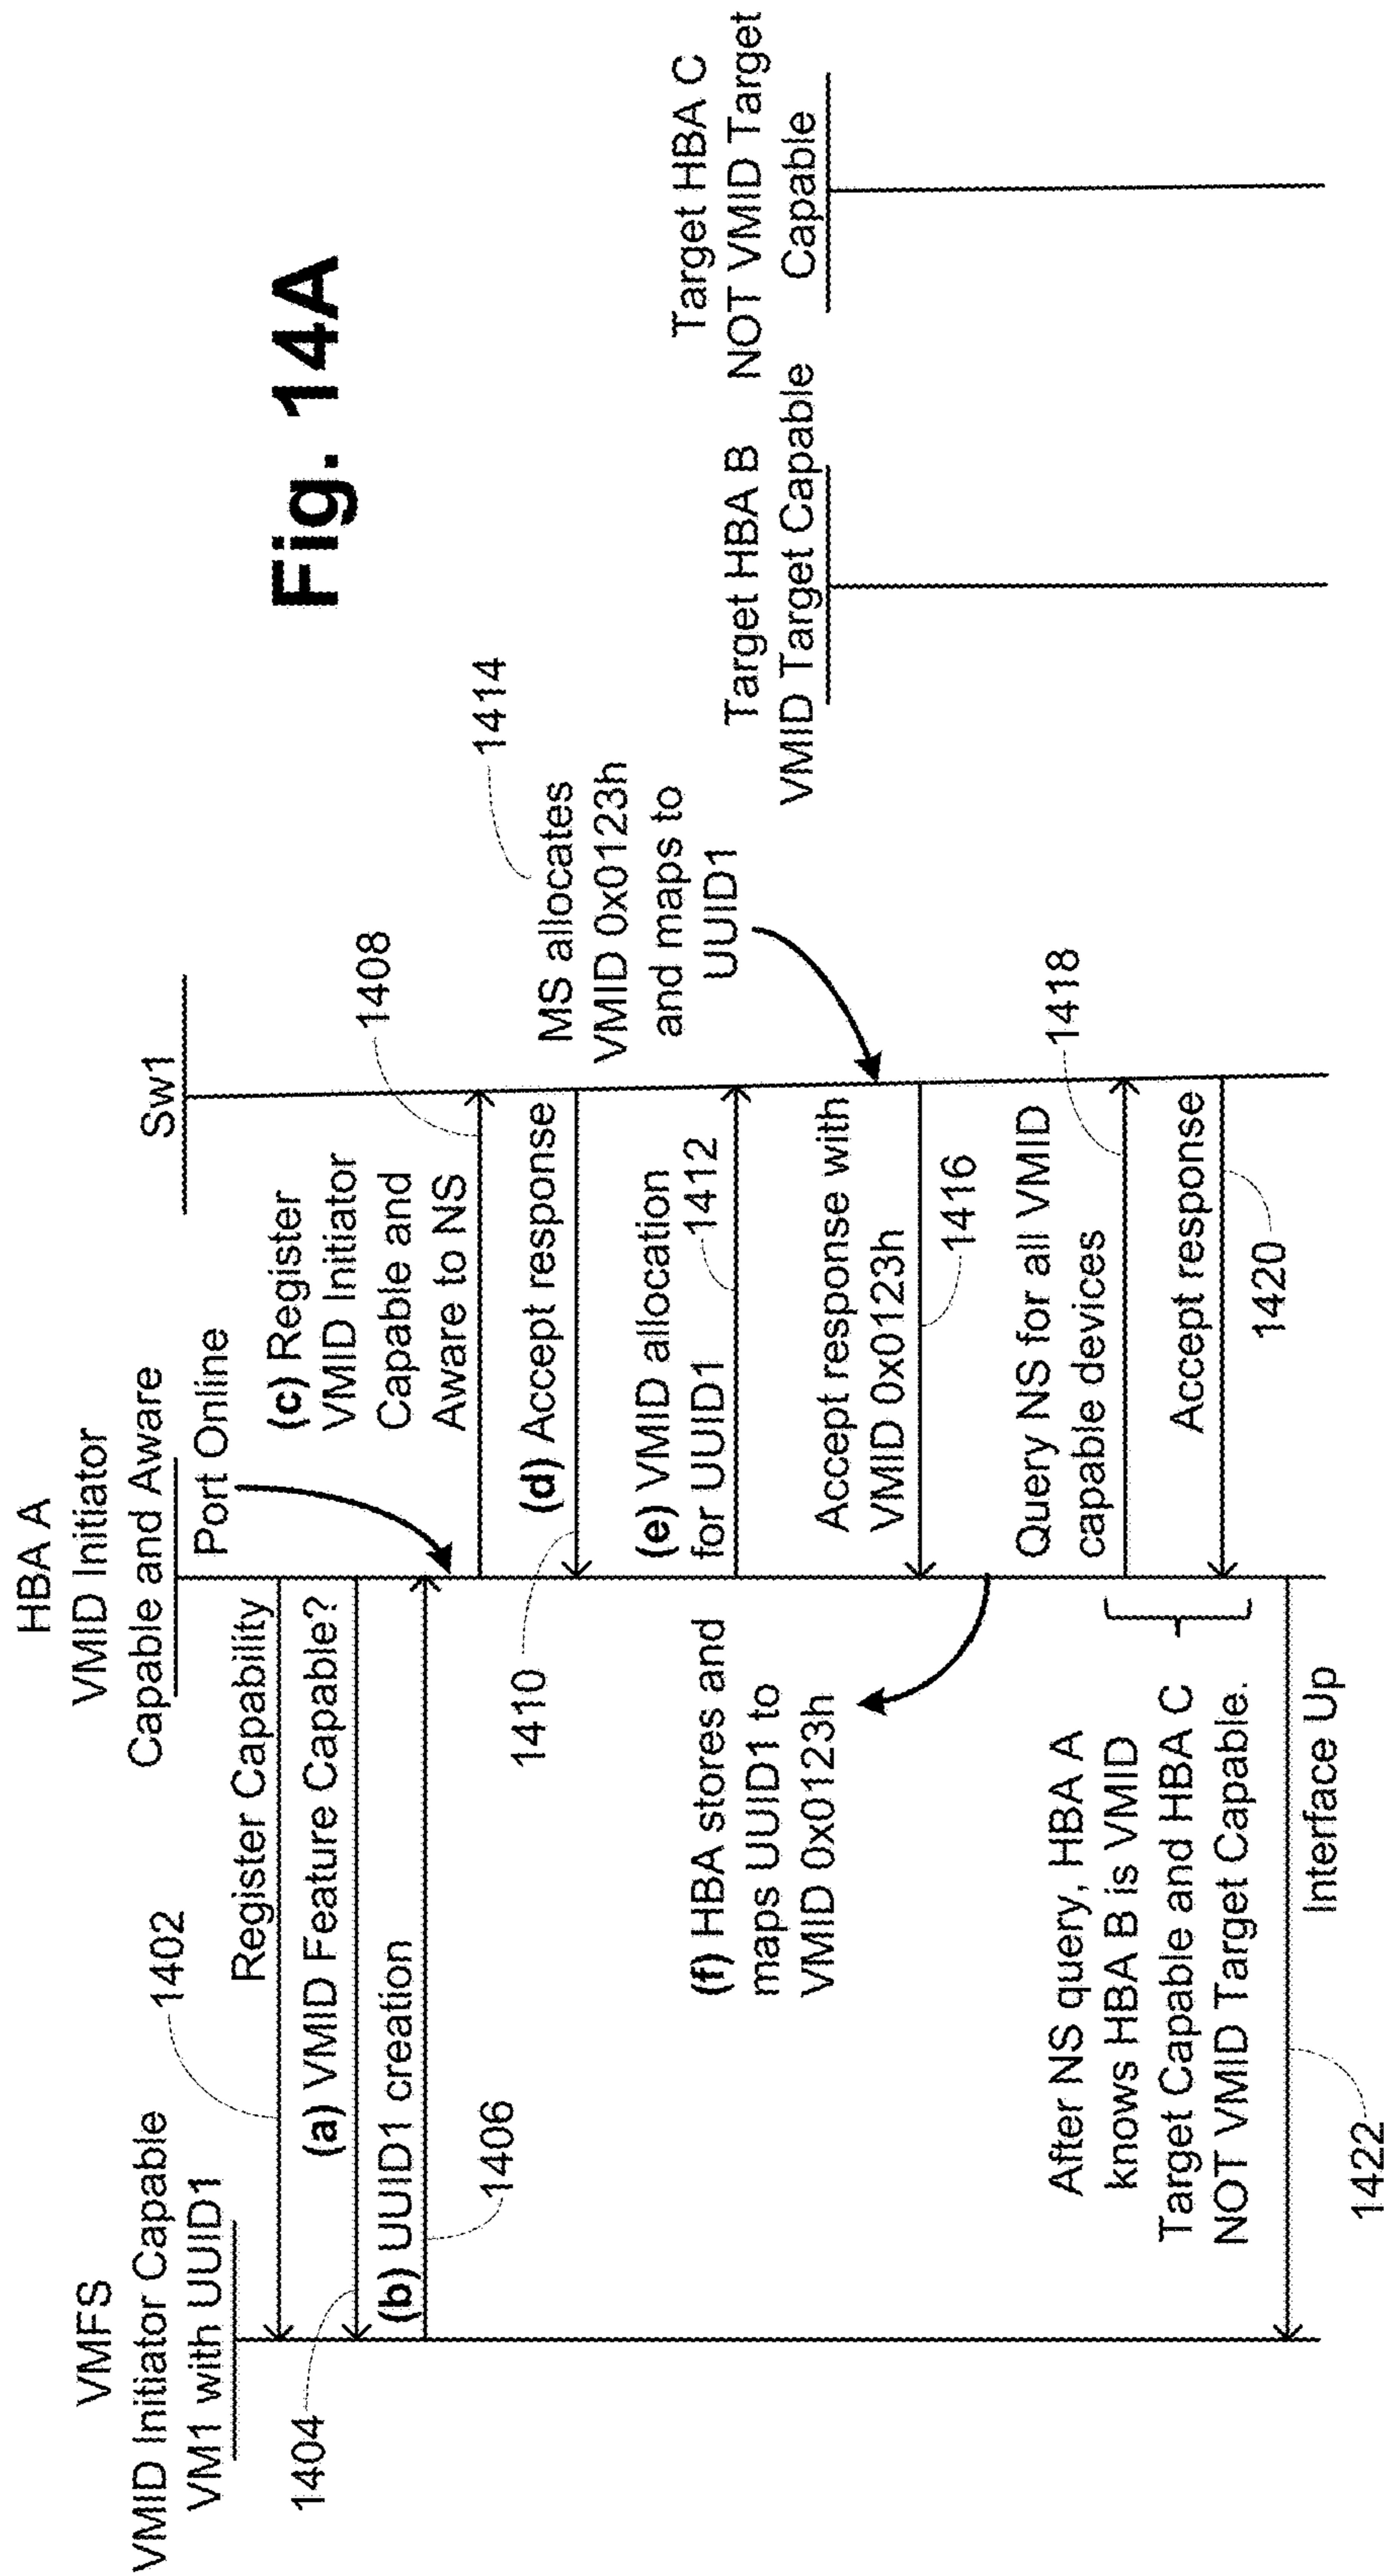 Fig. 14A
VMFS
VMID Initiator Capable
VM1 with UUID1
HBA A
VMID Initiator
Capable and Aware
Sw1
Target HBA B
VMID Target Capable
Target HBA C
NOT VMID Target
Capable
1402
Register Capability
Port Online
1404
(a) VMID Feature Capable?
(b) UUID1 creation
1406
(c) Register
VMID Initiator
Capable and
Aware to NS
1408
(d) Accept response
1410
(e) VMID allocation
for UUID1
1412
MS allocates
VMID 0x0123h
and maps to
UUID1
1414
Accept response with
VMID 0x0123h
1416
(f) HBA stores and
maps UUID1 to
VMID 0x0123h
Query NS for all VMID
capable devices
1418
Accept response
1420
After NS query, HBA A
knows HBA B is VMID
Target Capable and HBA C
NOT VMID Target Capable.
Interface Up
1422